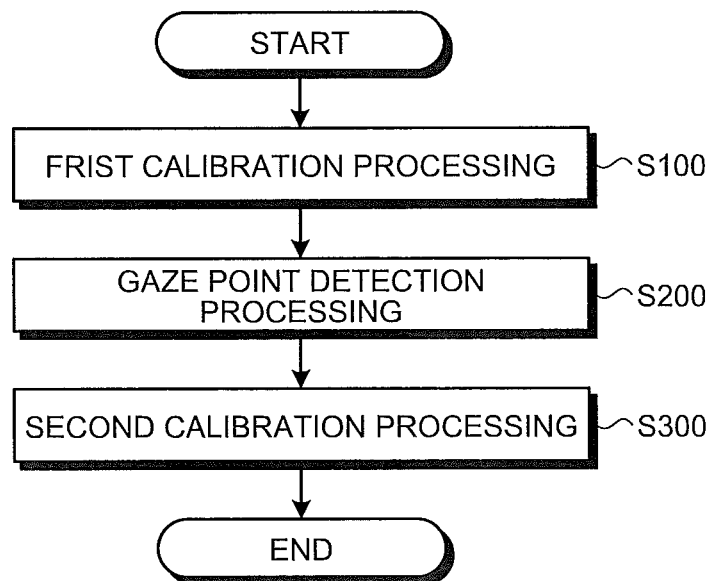 START
FRIST CALIBRATION PROCESSING
S100
GAZE POINT DETECTION
PROCESSING
S200
SECOND CALIBRATION PROCESSING
S300
END